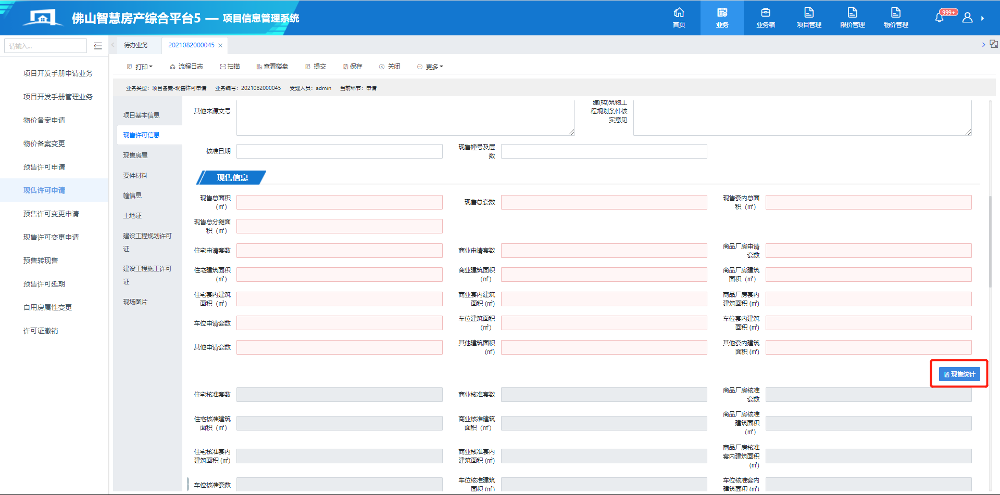 佛山智慧房产综合平台5 — 项目信息管理系统
首页
业务
业务箱
项目管理
限价管理
物价管理
999+
请输入...
待办业务
2021082000045 ×
项目开发手册申请业务
项目开发手册管理业务
物价备案申请
物价备案变更
预售许可申请
现售许可申请
预售许可变更申请
现售许可变更申请
预售转现售
预售许可延期
自用房属性变更
许可证撤销
打印
流程日志
扫描
查看楼盘
提交
保存
关闭
更多
业务类型：项目备案-现售许可申请 业务编号：2021082000045 受理人员：admin 当前环节：申请
项目基本信息
现售许可信息
现售房屋
要件材料
幢信息
土地证
建设工程规划许可
证
建设工程施工许可
证
现场图片
其他来源文号
建(构)筑物工
程规划条件核
实意见
核准日期
现售幢号及层
数
现售信息
现售总面积
（㎡）
现售总套数
现售套内总面
积（㎡）
现售总分摊面
积（㎡）
住宅申请套数
商业申请套数
商品厂房申请
套数
住宅建筑面积
（㎡）
商业建筑面积
（㎡）
商品厂房建筑
面积（㎡）
住宅套内建筑
面积（㎡）
商业套内建筑
面积 (㎡)
商品厂房套内
建筑面积 (㎡)
车位申请套数
车位建筑面积
（㎡）
车位套内建筑
面积 (㎡)
其他申请套数
其他建筑面积
(㎡)
其他套内建筑
面积 (㎡)
现售统计
住宅核准套数
商业核准套数
商品厂房核准
套数
住宅核准建筑
面积（㎡）
商业核准建筑
面积（㎡）
商品厂房核准
建筑面积
（㎡）
住宅核准套内
建筑面积 (㎡)
商业核准套内
建筑面积 (㎡)
商品厂房核准
套内建筑面积
(㎡)
车位核准套数
车位核准建筑
面积 (㎡)
车位核准套内
建筑面积 (㎡)